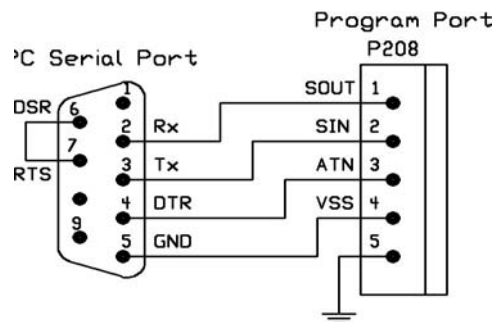 Program Port
P208
PC Serial Port
1
DSR 6
2 Rx
7
RTS
3 Tx
4 DTR
9
5 GND
SOUT 1
SIN 2
ATN 3
VSS 4
5